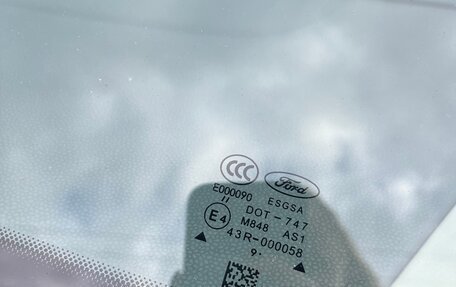 CCC Ford
E000090 ESGSA
II DOT-747
E4 M848 AS1
43R-000058
9.